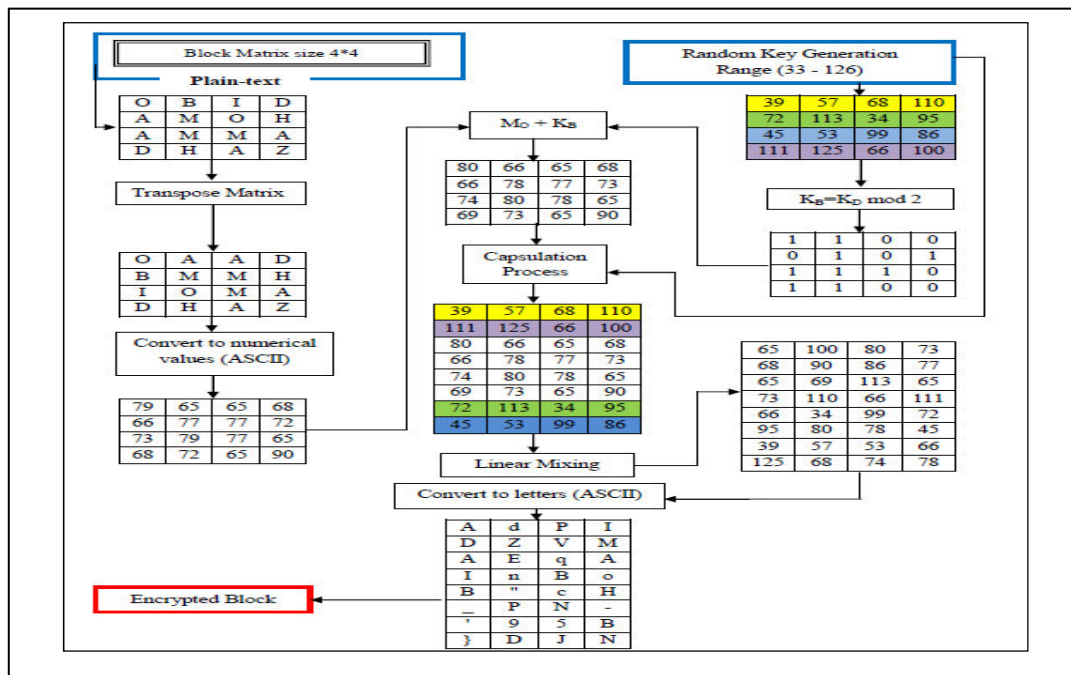 Block Matrix size 4*4
Plain-text
O B I D
A M O H
A M M A
D H A Z
Transpose Matrix
O A A D
B M M H
I O M A
D H A Z
Convert to numerical
values (ASCII)
79 65 65 68
66 77 77 72
73 79 77 65
68 72 65 90
Random Key Generation
Range (33 - 126)
39 57 68 110
72 113 34 95
45 53 99 86
111 125 66 100
KB=KD mod 2
1 1 0 0
0 1 0 1
1 1 1 0
1 1 0 0
MO + KB
80 66 65 68
66 78 77 73
74 80 78 65
69 73 65 90
Capsulation
Process
39 57 68 110
111 125 66 100
80 66 65 68
66 78 77 73
74 80 78 65
69 73 65 90
72 113 34 95
45 53 99 86
Linear Mixing
65 100 80 73
68 90 86 77
65 69 113 65
73 110 66 111
66 34 99 72
95 80 78 45
39 57 53 66
125 68 74 78
Convert to letters (ASCII)
A d P I
D Z V M
A E q A
I n B o
B " c H
_ P N -
' 9 5 B
} D J N
Encrypted Block